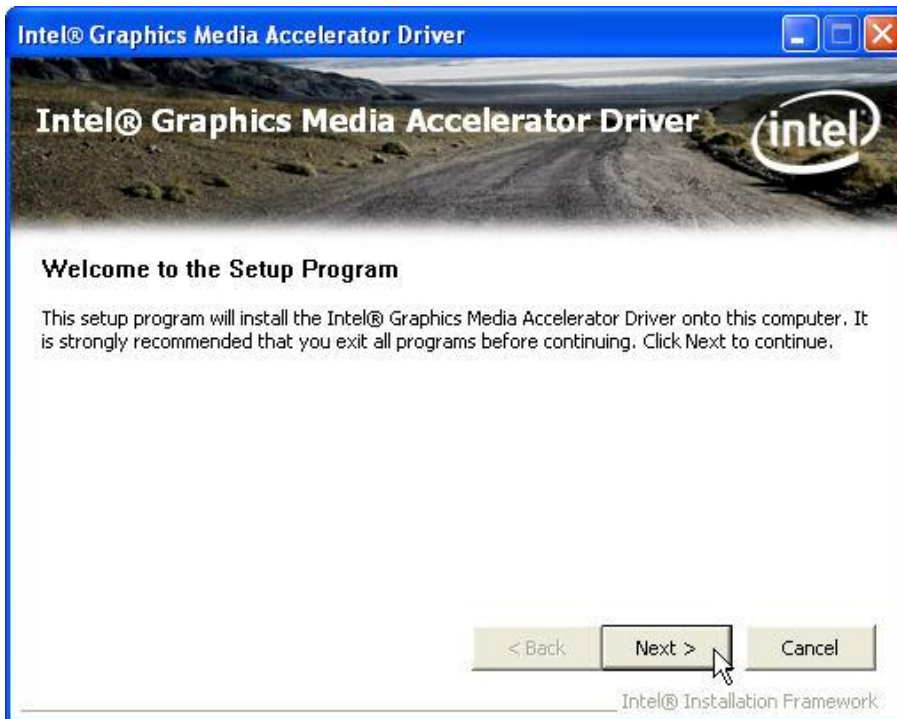 Intel® Graphics Media Accelerator Driver
Intel® Graphics Media Accelerator Driver
intel
Welcome to the Setup Program
This setup program will install the Intel® Graphics Media Accelerator Driver onto this computer. It
is strongly recommended that you exit all programs before continuing. Click Next to continue.
< Back Next > Cancel
Intel® Installation Framework